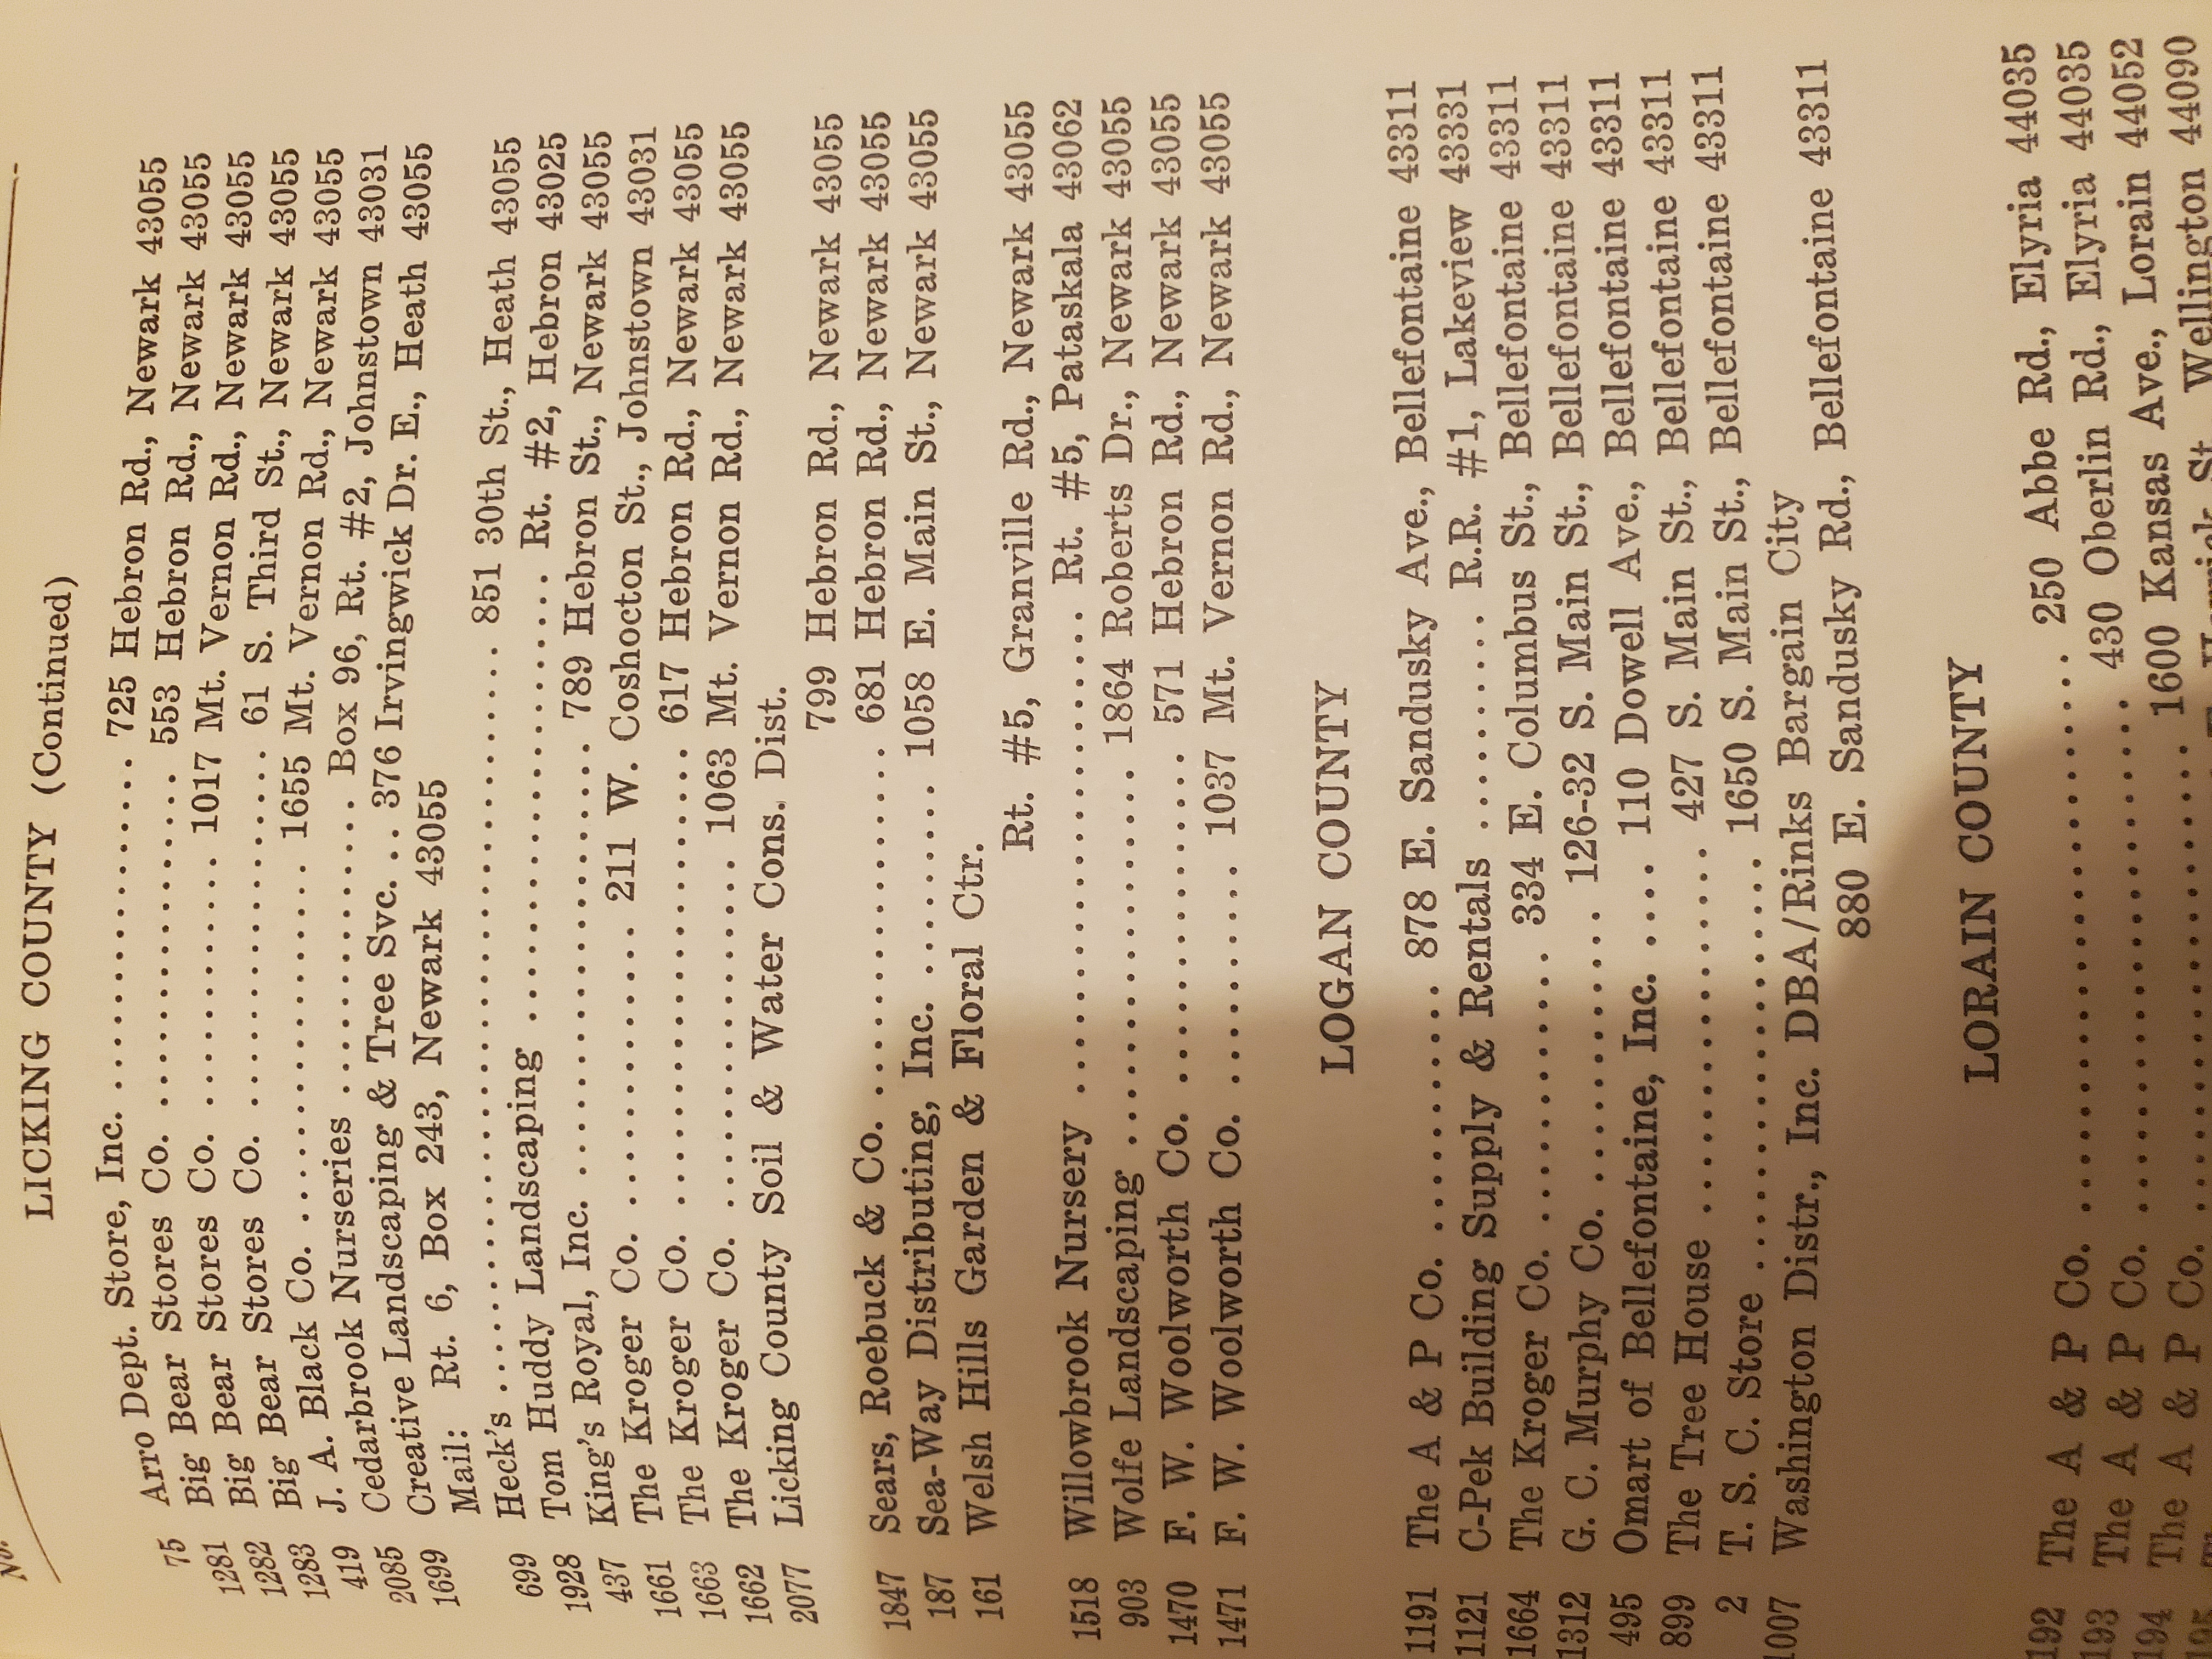 No.
LICKING COUNTY (Continued)
75 Arro Dept. Store, Inc. .................... 725 Hebron Rd., Newark 43055
1281 Big Bear Stores Co. .................... 553 Hebron Rd., Newark 43055
1282 Big Bear Stores Co. ............... 1017 Mt. Vernon Rd., Newark 43055
1283 Big Bear Stores Co. .................... 61 S. Third St., Newark 43055
419 J. A. Black Co. .................... 1655 Mt. Vernon Rd., Newark 43055
2085 Cedarbrook Nurseries ................ Box 96, Rt. #2, Johnstown 43031
1699 Creative Landscaping & Tree Svc. .. 376 Irvingwick Dr. E., Heath 43055
Mail: Rt. 6, Box 243, Newark 43055
699 Heck's ........................................ 851 30th St., Heath 43055
1928 Tom Huddy Landscaping ........................ Rt. #2, Hebron 43025
437 King's Royal, Inc. ........................ 789 Hebron St., Newark 43055
1661 The Kroger Co. ............... 211 W. Coshocton St., Johnstown 43031
1663 The Kroger Co. ........................ 617 Hebron Rd., Newark 43055
1662 The Kroger Co. .................... 1063 Mt. Vernon Rd., Newark 43055
2077 Licking County Soil & Water Cons. Dist.
799 Hebron Rd., Newark 43055
1847 Sears, Roebuck & Co. .................... 681 Hebron Rd., Newark 43055
187 Sea-Way Distributing, Inc. ............ 1058 E. Main St., Newark 43055
161 Welsh Hills Garden & Floral Ctr.
Rt. #5, Granville Rd., Newark 43055
1518 Willowbrook Nursery ........................ Rt. #5, Pataskala 43062
903 Wolfe Landscaping .................... 1864 Roberts Dr., Newark 43055
1470 F. W. Woolworth Co. .................... 571 Hebron Rd., Newark 43055
1471 F. W. Woolworth Co. ............... 1037 Mt. Vernon Rd., Newark 43055
LOGAN COUNTY
1191 The A & P Co. ............... 878 E. Sandusky Ave., Bellefontaine 43311
1121 C-Pek Building Supply & Rentals ............ R.R. #1, Lakeview 43331
1664 The Kroger Co. ............... 334 E. Columbus St., Bellefontaine 43311
1312 G. C. Murphy Co. ............... 126-32 S. Main St., Bellefontaine 43311
495 Omart of Bellefontaine, Inc. ..... 110 Dowell Ave., Bellefontaine 43311
899 The Tree House .................... 427 S. Main St., Bellefontaine 43311
2 T. S. C. Store .................... 1650 S. Main St., Bellefontaine 43311
1007 Washington Distr., Inc. DBA/Rinks Bargain City
880 E. Sandusky Rd., Bellefontaine 43311
LORAIN COUNTY
192 The A & P Co. ........................ 250 Abbe Rd., Elyria 44035
193 The A & P Co. ........................ 430 Oberlin Rd., Elyria 44035
194 The A & P Co. .................... 1600 Kansas Ave., Lorain 44052
195 St., Wellington 44090